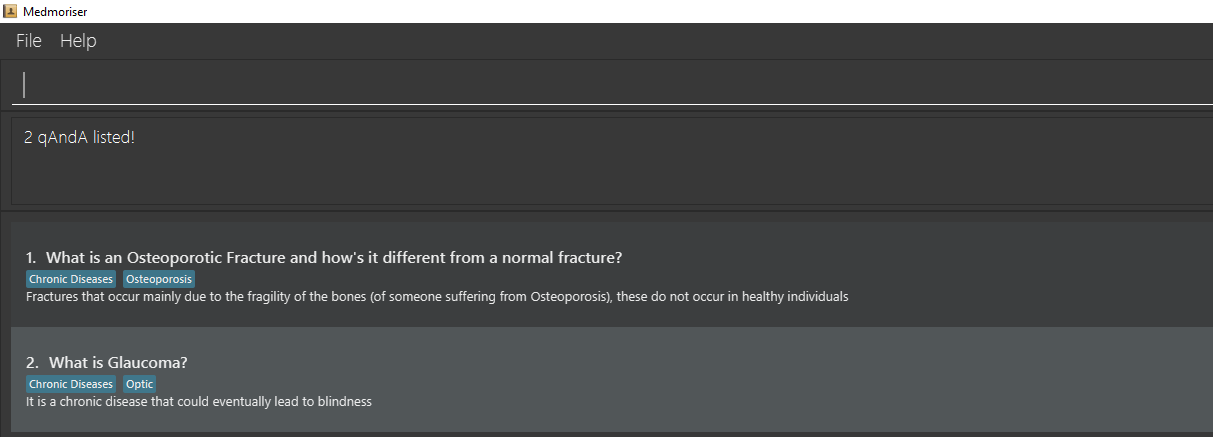 Medmoriser
File Help
2 qAndA listed!
1. What is an Osteoporotic Fracture and how's it different from a normal fracture?
Chronic Diseases Osteoporosis
Fractures that occur mainly due to the fragility of the bones (of someone suffering from Osteoporosis), these do not occur in healthy individuals
2. What is Glaucoma?
Chronic Diseases Optic
It is a chronic disease that could eventually lead to blindness